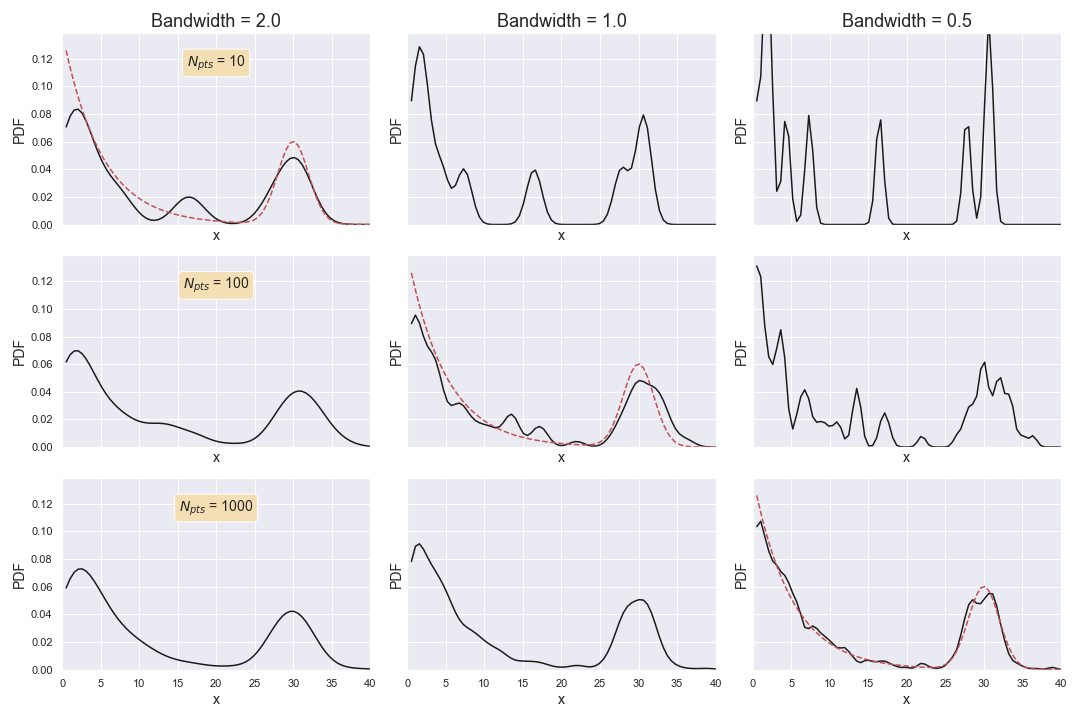 Bandwidth = 2.0 Bandwidth = 1.0 Bandwidth = 0.5
N_pts = 10
PDF
0.12
0.10
0.08
0.06
0.04
0.02
0.00
x
PDF
x
PDF
x
N_pts = 100
PDF
0.12
0.10
0.08
0.06
0.04
0.02
0.00
x
PDF
x
PDF
x
N_pts = 1000
PDF
0.12
0.10
0.08
0.06
0.04
0.02
0.00
0 5 10 15 20 25 30 35 40
x
PDF
0 5 10 15 20 25 30 35 40
x
PDF
0 5 10 15 20 25 30 35 40
x